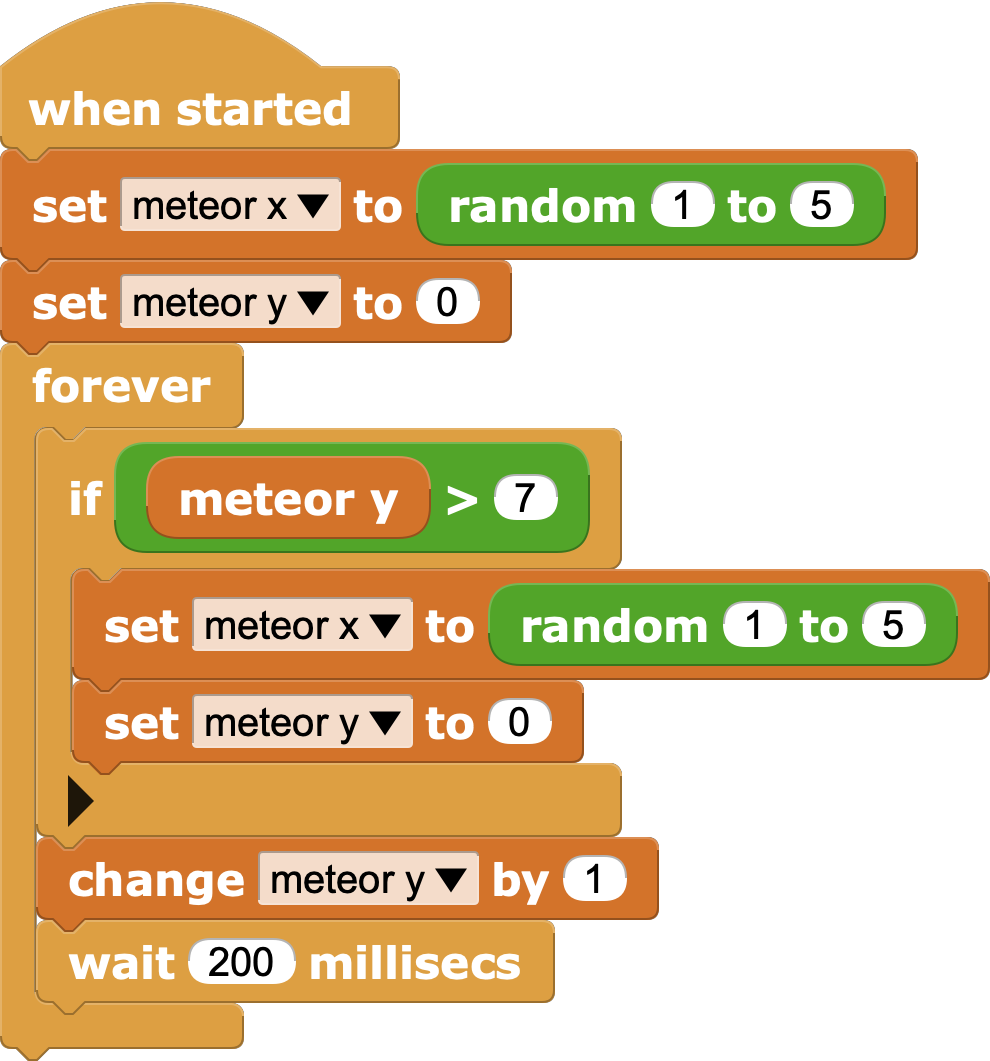 when started
set meteor x ▼ to random 1 to 5
set meteor y ▼ to 0
forever
if meteor y > 7
set meteor x ▼ to random 1 to 5
set meteor y ▼ to 0
change meteor y ▼ by 1
wait 200 millisecs